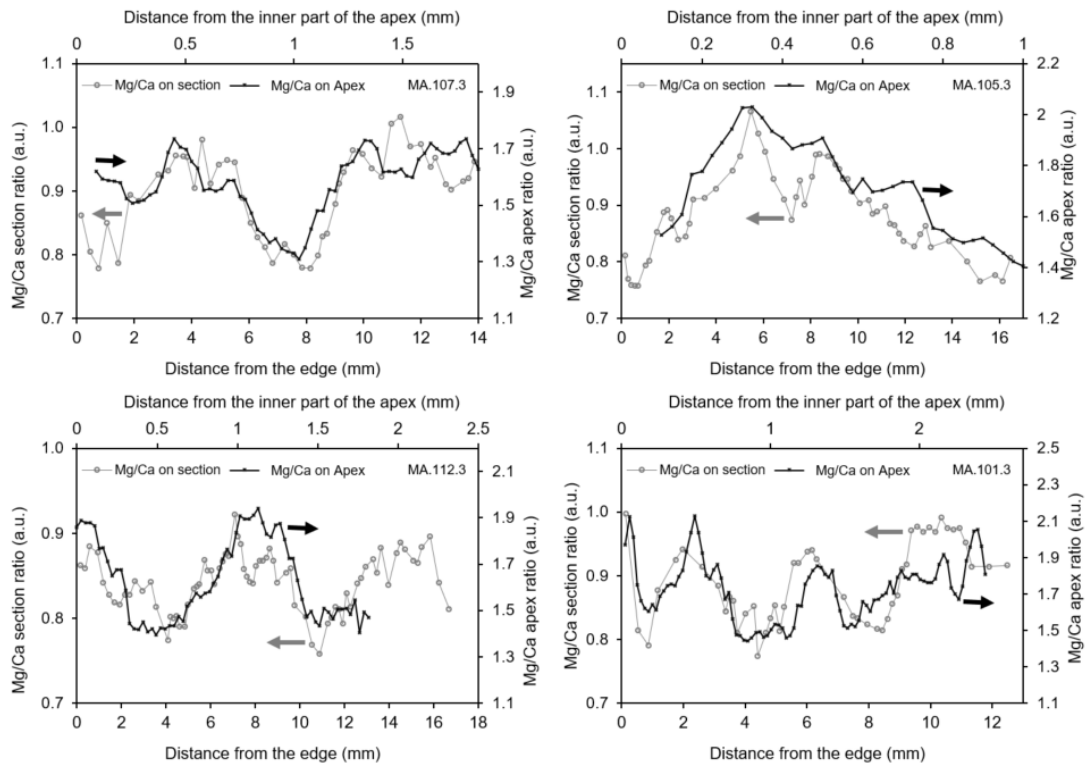 Distance from the inner part of the apex (mm)
0 0.5 1 1.5
Mg/Ca on section Mg/Ca on Apex MA.107.3
Mg/Ca section ratio (a.u.)
1.1
1.0
0.9
0.8
0.7
1.9
1.7
1.5
1.3
1.1
Mg/Ca apex ratio (a.u.)
0 2 4 6 8 10 12 14
Distance from the edge (mm)
Distance from the inner part of the apex (mm)
0 0.2 0.4 0.6 0.8 1
Mg/Ca on section Mg/Ca on Apex MA.105.3
Mg/Ca section ratio (a.u.)
1.1
1.0
0.9
0.8
0.7
2.2
2
1.8
1.6
1.4
1.2
Mg/Ca apex ratio (a.u.)
0 2 4 6 8 10 12 14 16
Distance from the edge (mm)
Distance from the inner part of the apex (mm)
0 0.5 1 1.5 2 2.5
Mg/Ca on section Mg/Ca on Apex MA.112.3
Mg/Ca section ratio (a.u.)
1.0
0.9
0.8
0.7
2.1
1.9
1.7
1.5
1.3
1.1
Mg/Ca apex ratio (a.u.)
0 2 4 6 8 10 12 14 16 18
Distance from the edge (mm)
Distance from the inner part of the apex (mm)
0 1 2
Mg/Ca on section Mg/Ca on Apex MA.101.3
Mg/Ca section ratio (a.u.)
1.1
1.0
0.9
0.8
0.7
2.5
2.3
2.1
1.9
1.7
1.5
1.3
1.1
Mg/Ca apex ratio (a.u.)
0 2 4 6 8 10 12
Distance from the edge (mm)